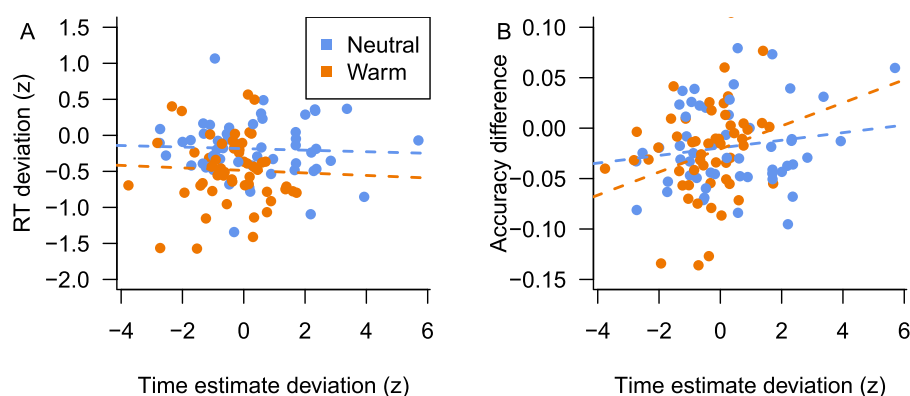 A
RT deviation (z)
1.5
1.0
0.5
0.0
−0.5
−1.0
−1.5
−2.0
Neutral
Warm
−4 −2 0 2 4 6
Time estimate deviation (z)
B
Accuracy difference
0.10
0.05
0.00
−0.05
−0.10
−0.15
−4 −2 0 2 4 6
Time estimate deviation (z)